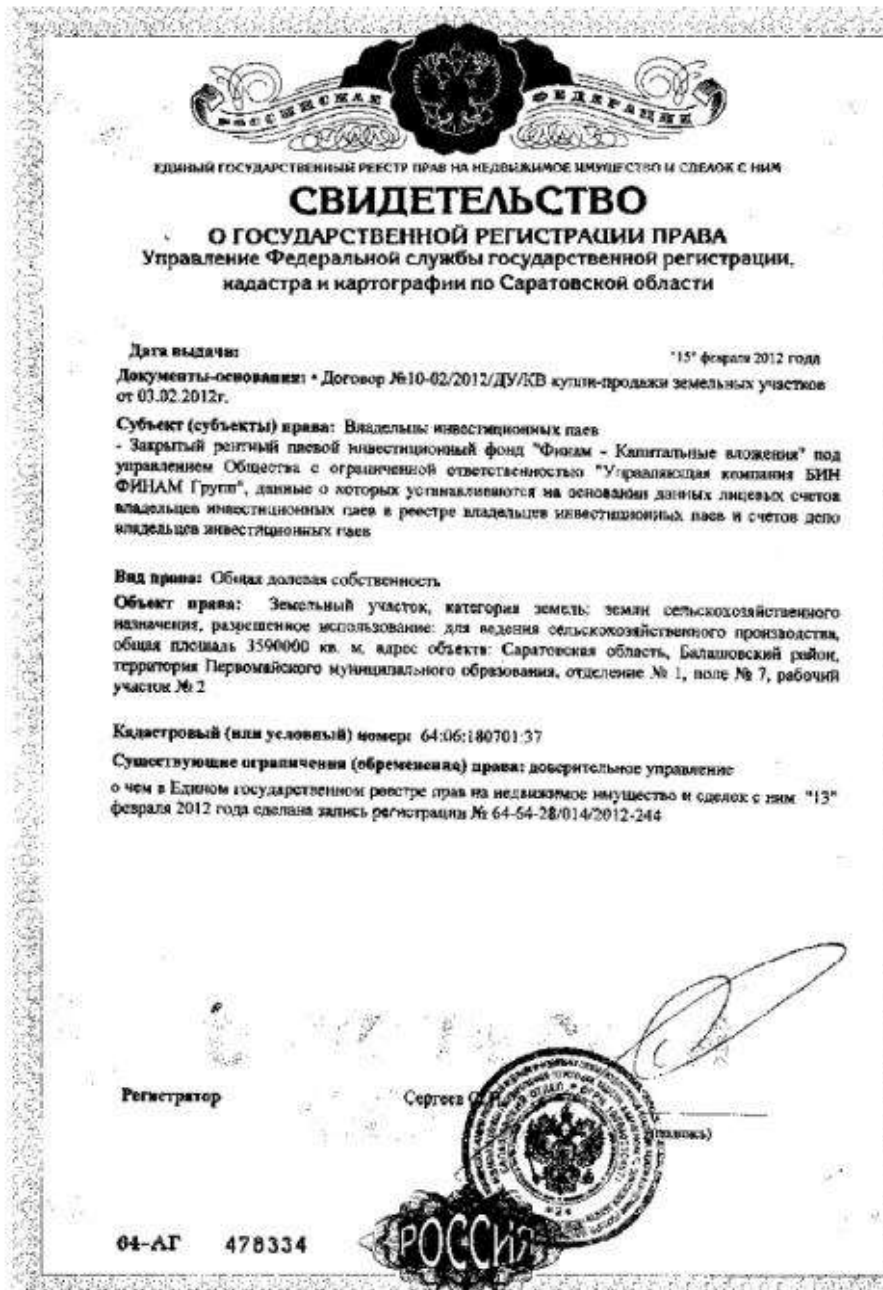 РОССИЙСКАЯ ФЕДЕРАЦИЯ
ЕДИНЫЙ ГОСУДАРСТВЕННЫЙ РЕЕСТР ПРАВ НА НЕДВИЖИМОЕ ИМУЩЕСТВО И СДЕЛОК С НИМ
СВИДЕТЕЛЬСТВО
О ГОСУДАРСТВЕННОЙ РЕГИСТРАЦИИ ПРАВА
Управление Федеральной службы государственной регистрации,
кадастра и картографии по Саратовской области
Дата выдачи: "15" февраля 2012 года
Документы-основания: • Договор №10-02/2012/ДУ/КВ купли-продажи земельных участков
от 03.02.2012г.
Субъект (субъекты) права: Владельцы инвестиционных паев
- Закрытый рентный паевой инвестиционный фонд "Финам - Капитальные вложения" под
управлением Общества с ограниченной ответственностью "Управляющая компания БИН
ФИНАМ Групп", данные о которых устанавливаются на основании данных лицевых счетов
владельцев инвестиционных паев в реестре владельцев инвестиционных паев и счетов депо
владельцев инвестиционных паев
Вид права: Общая долевая собственность
Объект права: Земельный участок, категория земель: земли сельскохозяйственного
назначения, разрешенное использование: для ведения сельскохозяйственного производства,
общая площадь 3590000 кв. м, адрес объекта: Саратовская область, Балашовский район,
территория Первомайского муниципального образования, отделение № 1, поле № 7, рабочий
участок № 2
Кадастровый (или условный) номер: 64:06:180701:37
Существующие ограничения (обременения) права: доверительное управление
о чем в Едином государственном реестре прав на недвижимое имущество и сделок с ним "13"
февраля 2012 года сделана запись регистрации № 64-64-28/014/2012-244
Регистратор Сергеев
(подпись)
64-АГ 478334
РОССИЯ